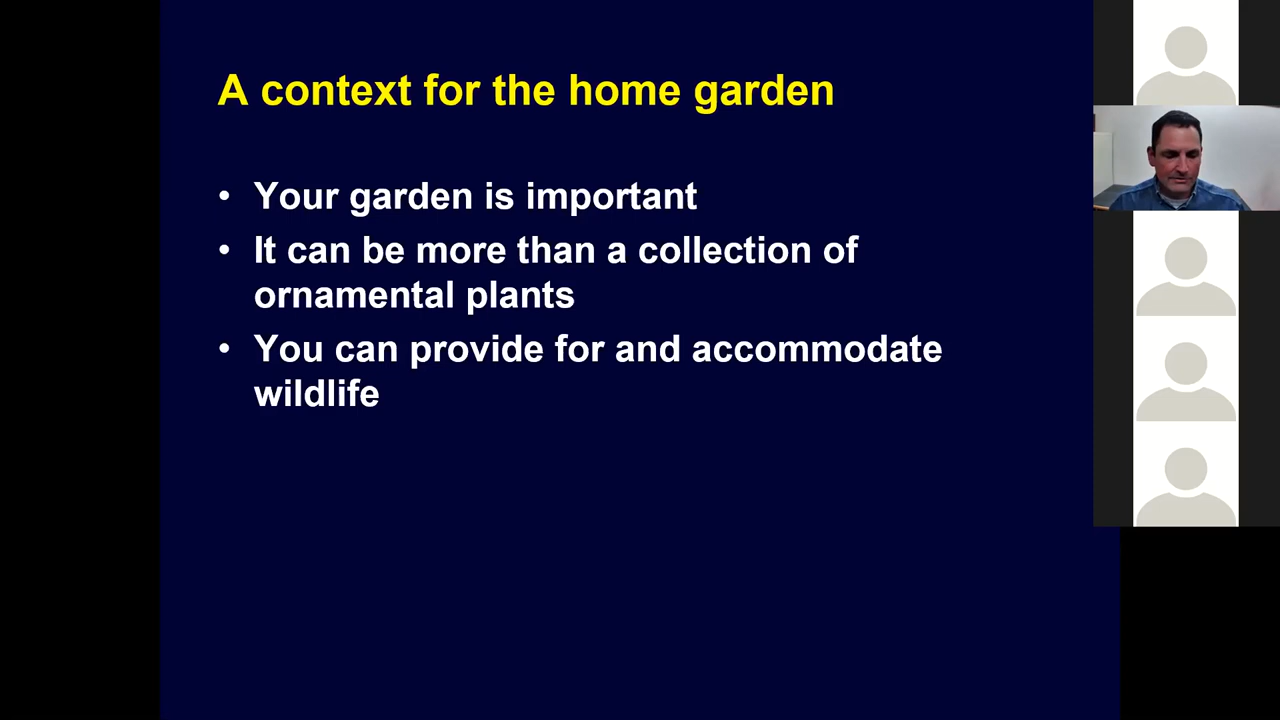 A context for the home garden
• Your garden is important
• It can be more than a collection of
ornamental plants
• You can provide for and accommodate
wildlife